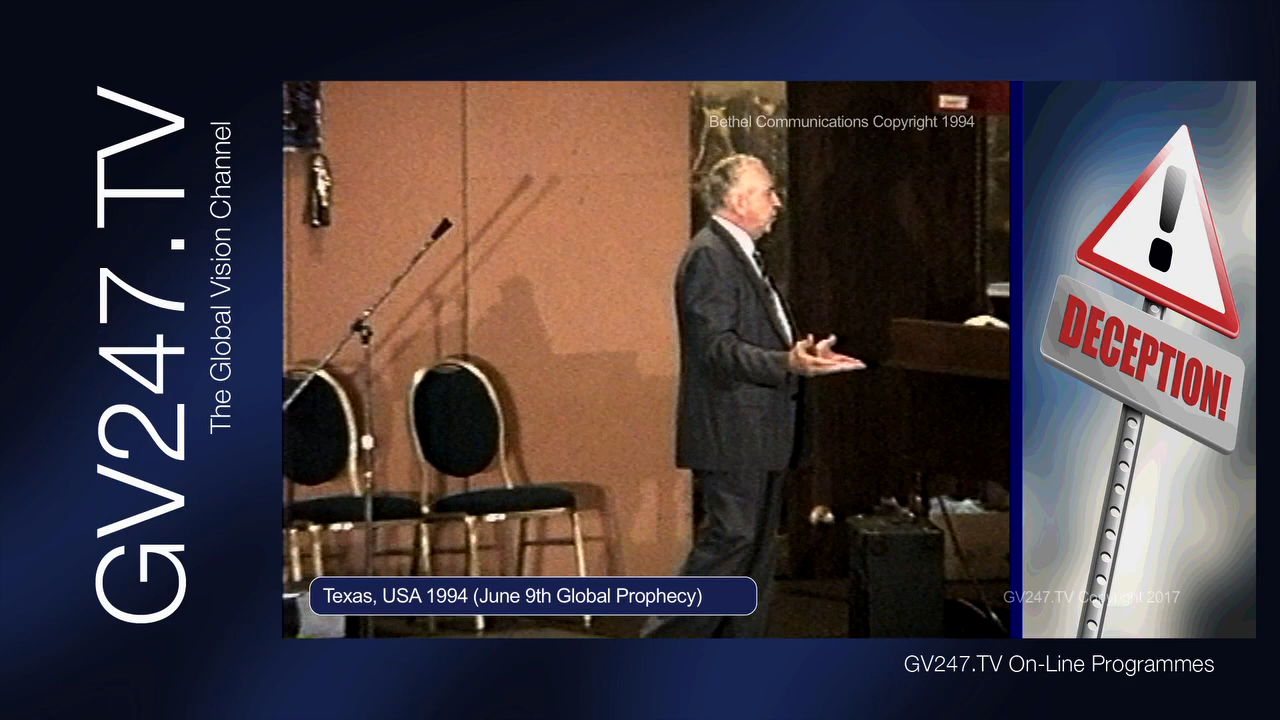 GV247.TV
The Global Vision Channel
Bethel Communications Copyright 1994
DECEPTION!
Texas, USA 1994 (June 9th Global Prophecy)
GV247.TV Copyright 2017
GV247.TV On-Line Programmes